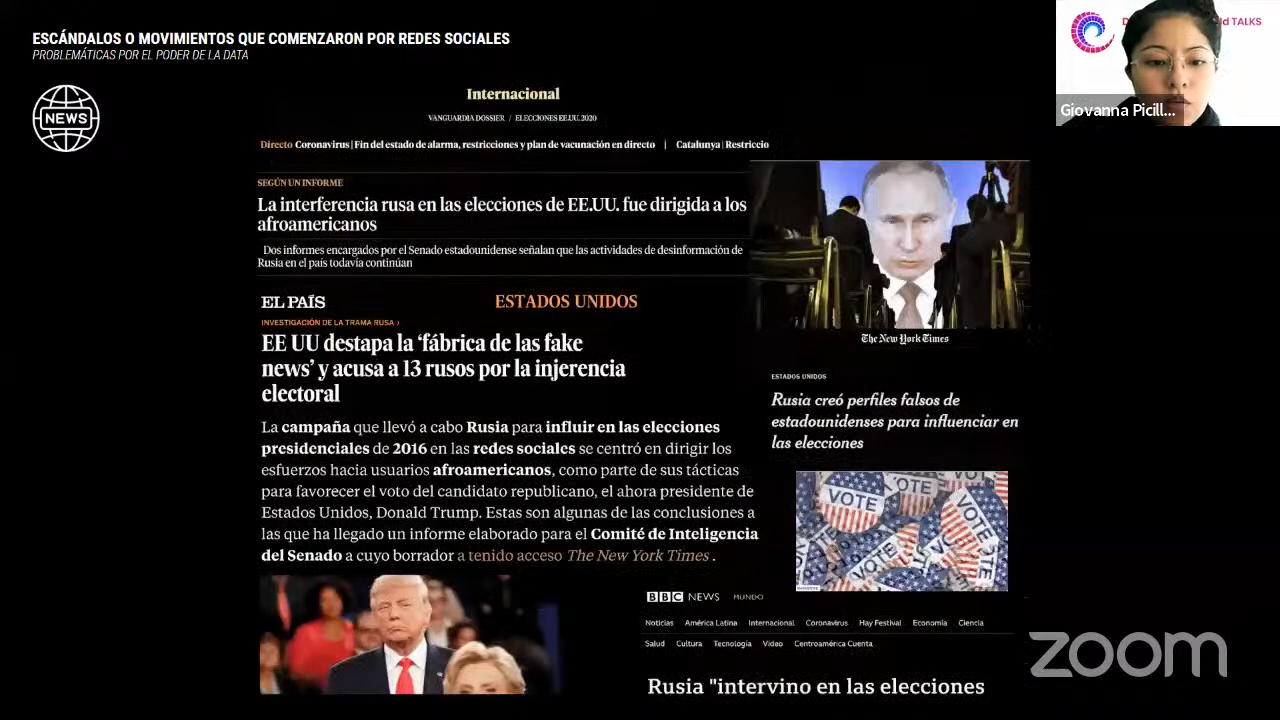 ESCÁNDALOS O MOVIMIENTOS QUE COMENZARON POR REDES SOCIALES
PROBLEMÁTICAS POR EL PODER DE LA DATA
NEWS
TALKS
Giovanna Picill...
Internacional
VANGUARDIA DOSSIER / ELECCIONES EE.UU. 2020
Directo Coronavirus | Fin del estado de alarma, restricciones y plan de vacunación en directo | Catalunya | Restriccio
SEGÚN UN INFORME
La interferencia rusa en las elecciones de EE.UU. fue dirigida a los
afroamericanos
Dos informes encargados por el Senado estadounidense señalan que las actividades de desinformación de
Rusia en el país todavía continúan
EL PAÍS
ESTADOS UNIDOS
INVESTIGACIÓN DE LA TRAMA RUSA ›
EE UU destapa la ‘fábrica de las fake
news’ y acusa a 13 rusos por la injerencia
electoral
La campaña que llevó a cabo Rusia para influir en las elecciones
presidenciales de 2016 en las redes sociales se centró en dirigir los
esfuerzos hacia usuarios afroamericanos, como parte de sus tácticas
para favorecer el voto del candidato republicano, el ahora presidente de
Estados Unidos, Donald Trump. Estas son algunas de las conclusiones a
las que ha llegado un informe elaborado para el Comité de Inteligencia
del Senado a cuyo borrador a tenido acceso The New York Times .
The New York Times
ESTADOS UNIDOS
Rusia creó perfiles falsos de
estadounidenses para influenciar en
las elecciones
VOTE
VOTE
VOTE
VOTE
VOTE
VOTE
BBC NEWS MUNDO
Noticias América Latina Internacional Coronavirus Hay Festival Economía Ciencia
Salud Cultura Tecnología Video Centroamérica Cuenta
Rusia "intervino en las elecciones
zoom